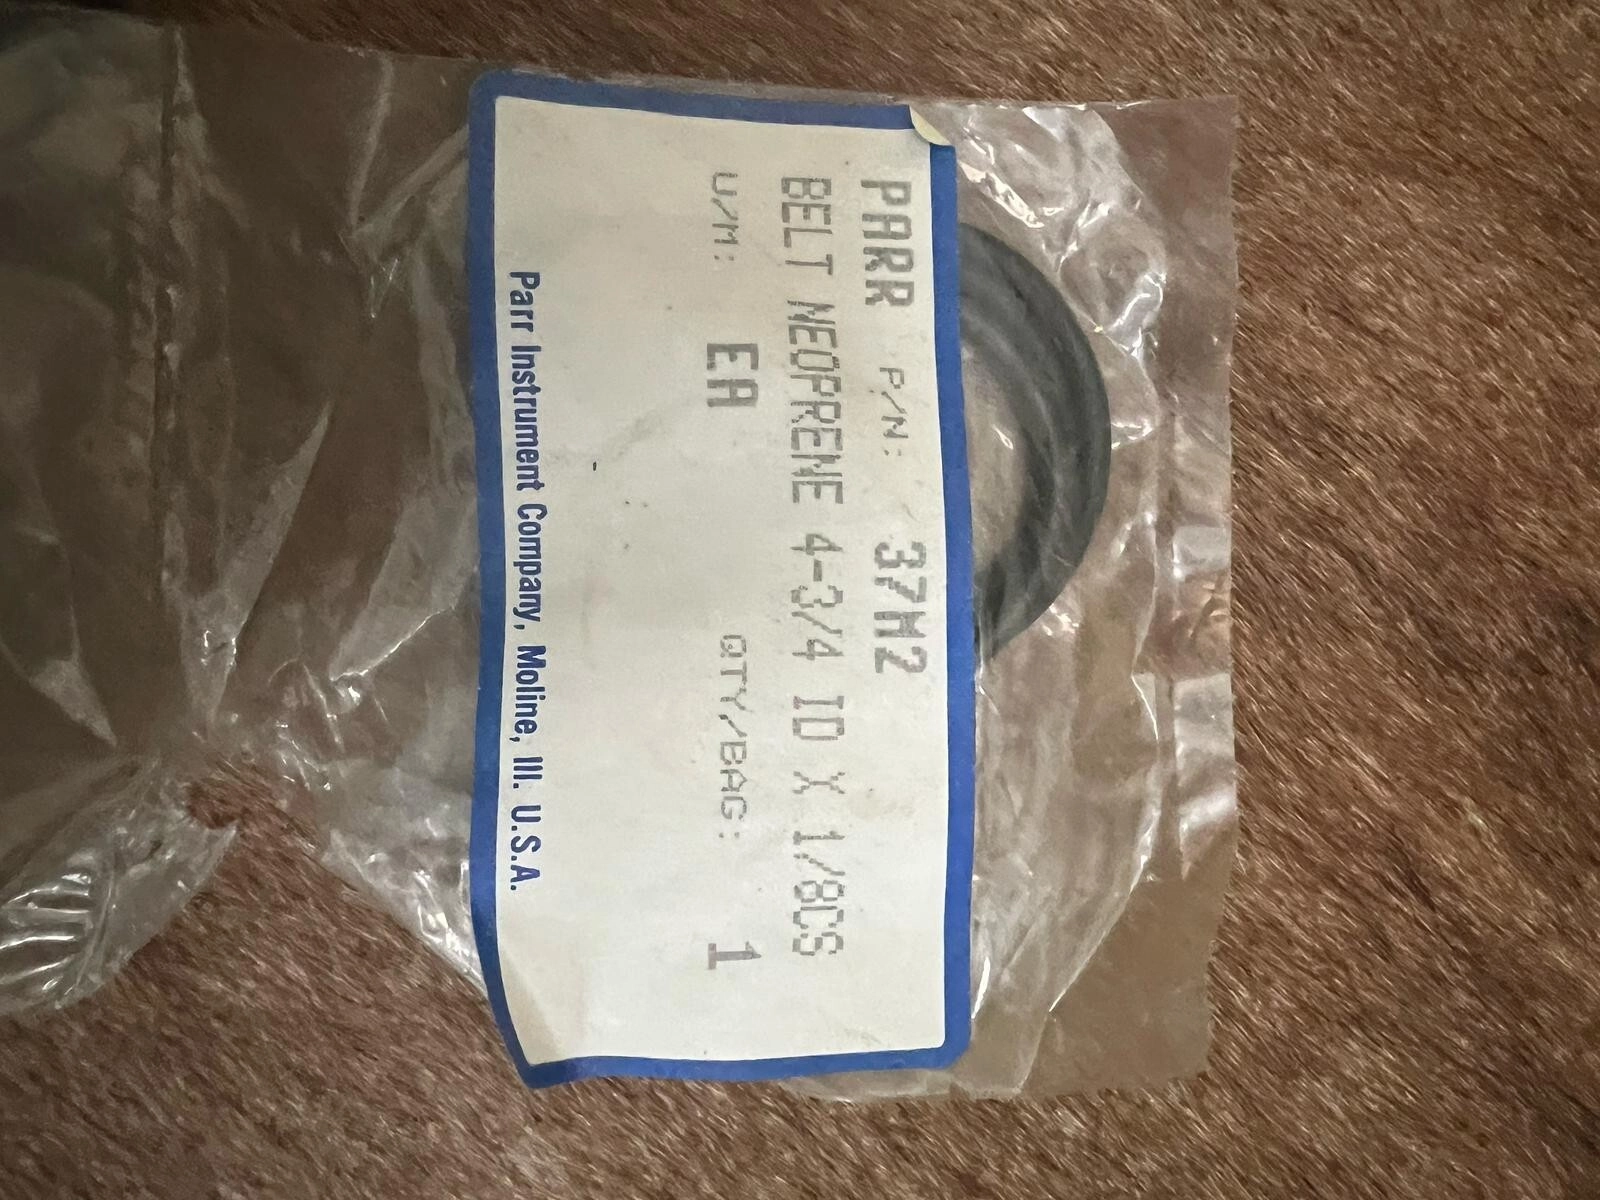 PARR P/N: 37M2
BELT NEOPRENE 4-3/4 ID X 1/8CS
U/M: EA QTY/BAG: 1
Parr Instrument Company, Moline, Ill. U.S.A.